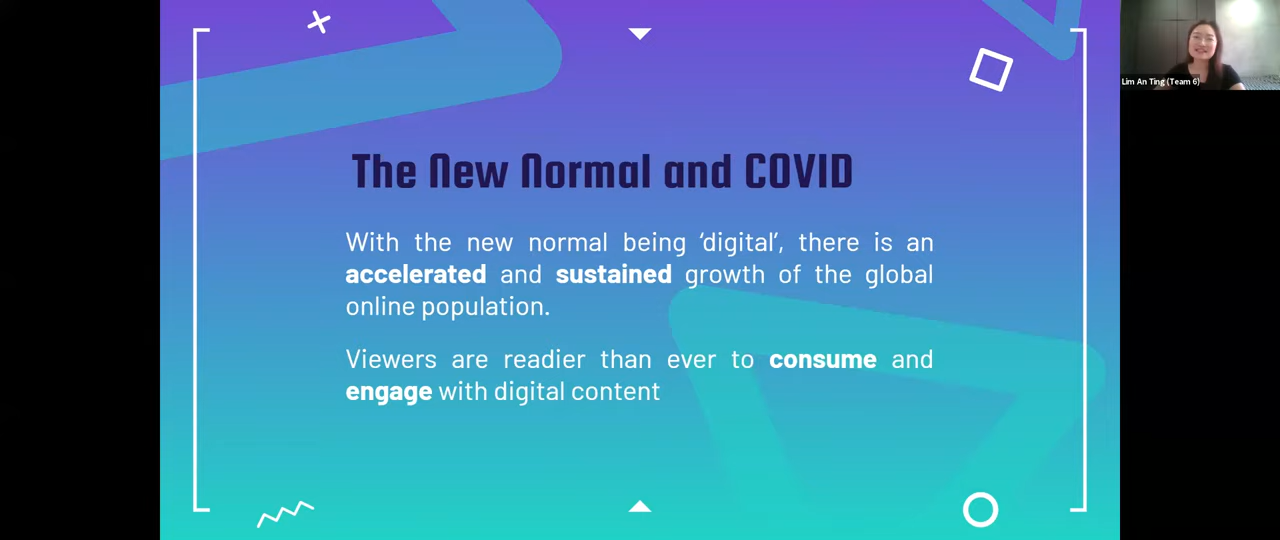 The New Normal and COVID
With the new normal being ‘digital’, there is an
accelerated and sustained growth of the global
online population.
Viewers are readier than ever to consume and
engage with digital content
Lim An Ting (Team 6)